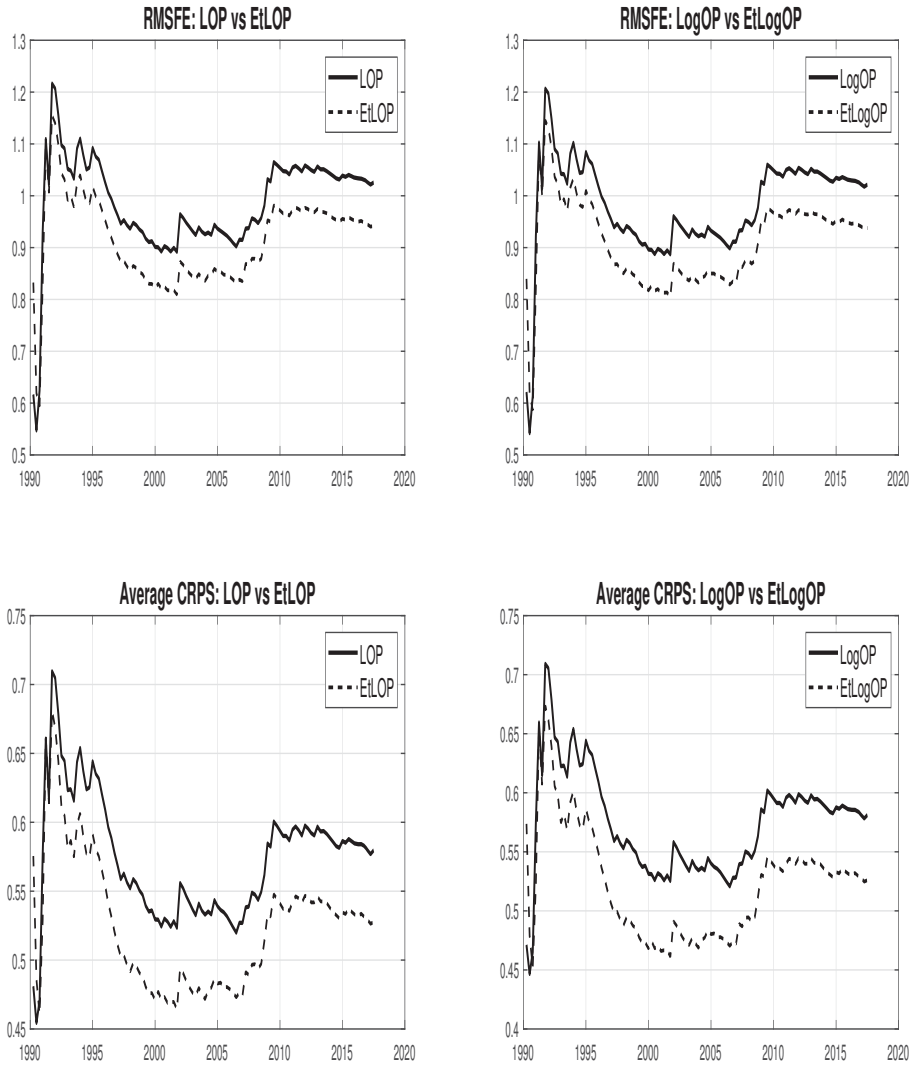 RMSFE: LOP vs EtLOP
1.3
1.2
1.1
1
0.9
0.8
0.7
0.6
0.5
1990 1995 2000 2005 2010 2015 2020
LOP
EtLOP
RMSFE: LogOP vs EtLogOP
1.3
1.2
1.1
1
0.9
0.8
0.7
0.6
0.5
1990 1995 2000 2005 2010 2015 2020
LogOP
EtLogOP
Average CRPS: LOP vs EtLOP
0.75
0.7
0.65
0.6
0.55
0.5
0.45
1990 1995 2000 2005 2010 2015 2020
LOP
EtLOP
Average CRPS: LogOP vs EtLogOP
0.75
0.7
0.65
0.6
0.55
0.5
0.45
0.4
1990 1995 2000 2005 2010 2015 2020
LogOP
EtLogOP